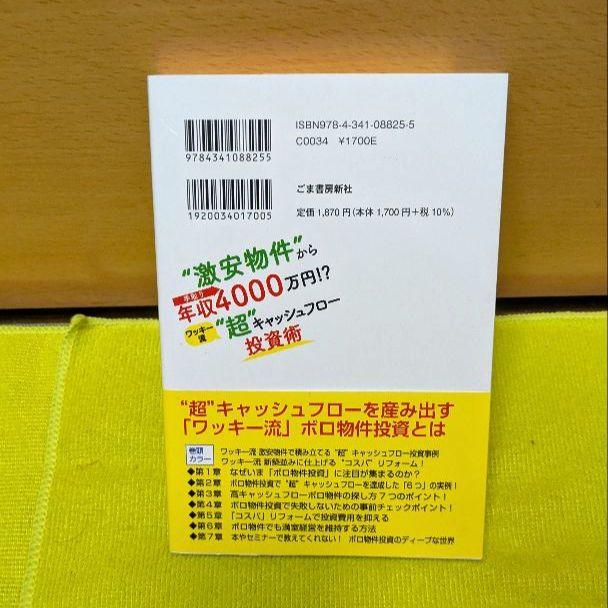 ISBN978-4-341-08825-5
C0034 ¥1700E
9784341088255
ごま書房新社
定価1,870円（本体1,700円＋税10%）
1920034017005
“激安物件”から
手取り
年収4000万円!?
ワッキー流
“超”キャッシュフロー
投資術
“超”キャッシュフローを産み出す
「ワッキー流」ボロ物件投資とは
巻頭カラー
ワッキー流 激安物件で積み立てる“超”キャッシュフロー投資事例
ワッキー流 新築並みに仕上げる“コスパ”リフォーム！
◆第1章 なぜいま「ボロ物件投資」に注目が集まるのか？
◆第2章 ボロ物件投資で“超”キャッシュフローを達成した「6つ」の実例！
◆第3章 高キャッシュフローボロ物件の探し方7つのポイント！
◆第4章 ボロ物件投資で失敗しないための事前チェックポイント！
◆第5章 「コスパ」リフォームで投資費用を抑える
◆第6章 ボロ物件でも満室経営を維持する方法
◆第7章 本やセミナーで教えてくれない！ ボロ物件投資のディープな世界